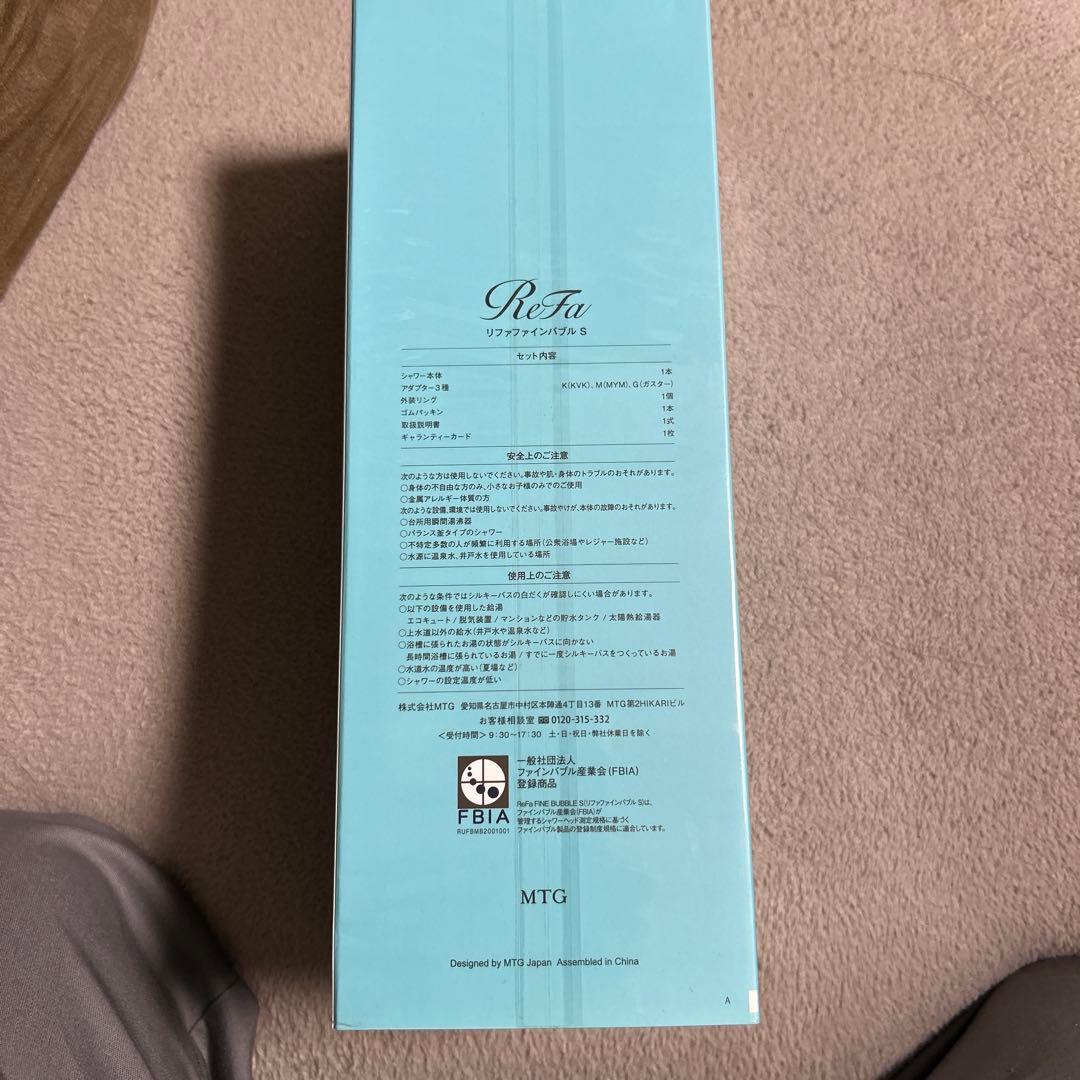 ReFa
リファファインバブル S
セット内容
シャワー本体 1本
アダプター3種 K(KVK)、M(MYM)、G(ガスター)
外装リング 1個
ゴムパッキン 1本
取扱説明書 1式
ギャランティーカード 1枚
安全上のご注意
次のような方は使用しないでください。事故や肌・身体のトラブルのおそれがあります。
○身体の不自由な方のみ、小さなお子様のみでのご使用
○金属アレルギー体質の方
次のような設備、環境では使用しないでください。事故やけが、本体の故障のおそれがあります。
○台所用瞬間湯沸器
○バランス釜タイプのシャワー
○不特定多数の人が頻繁に利用する場所(公衆浴場やレジャー施設など)
○水源に温泉水、井戸水を使用している場所
使用上のご注意
次のような条件ではシルキーバスの白だくが確認しにくい場合があります。
○以下の設備を使用した給湯
エコキュート / 脱気装置 / マンションなどの貯水タンク / 太陽熱給湯器
○上水道以外の給水(井戸水や温泉水など)
○浴槽に張られたお湯の状態がシルキーバスに向かない
長時間浴槽に張られているお湯 / すでに一度シルキーバスをつくっているお湯
○水道水の温度が高い(夏場など)
○シャワーの設定温度が低い
株式会社MTG 愛知県名古屋市中村区本陣通4丁目13番 MTG第2HIKARIビル
お客様相談室 0120-315-332
<受付時間> 9:30~17:30 土・日・祝日・弊社休業日を除く
一般社団法人
ファインバブル産業会(FBIA)
登録商品
FBIA
RUFBMB2001001
ReFa FINE BUBBLE S(リファファインバブル S)は、
ファインバブル産業会(FBIA)が
管理するシャワーヘッド測定規格に基づく
ファインバブル製品の登録制度規格に適合しています。
MTG
Designed by MTG Japan Assembled in China
A